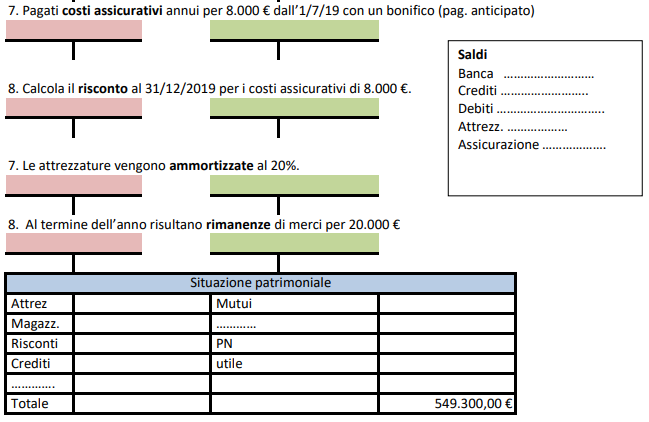 7. Pagati costi assicurativi annui per 8.000 € dall'1/7/19 con un bonifico (pag. anticipato)
Saldi
Banca ………………………
Crediti ……………………..
Debiti …………………………..
Attrezz. ………………
Assicurazione ……………….
8. Calcola il risconto al 31/12/2019 per i costi assicurativi di 8.000 €.
7. Le attrezzature vengono ammortizzate al 20%.
8. Al termine dell'anno risultano rimanenze di merci per 20.000 €
Situazione patrimoniale
Attrez Mutui
Magazz. …………
Risconti PN
Crediti utile
………….
Totale 549.300,00 €